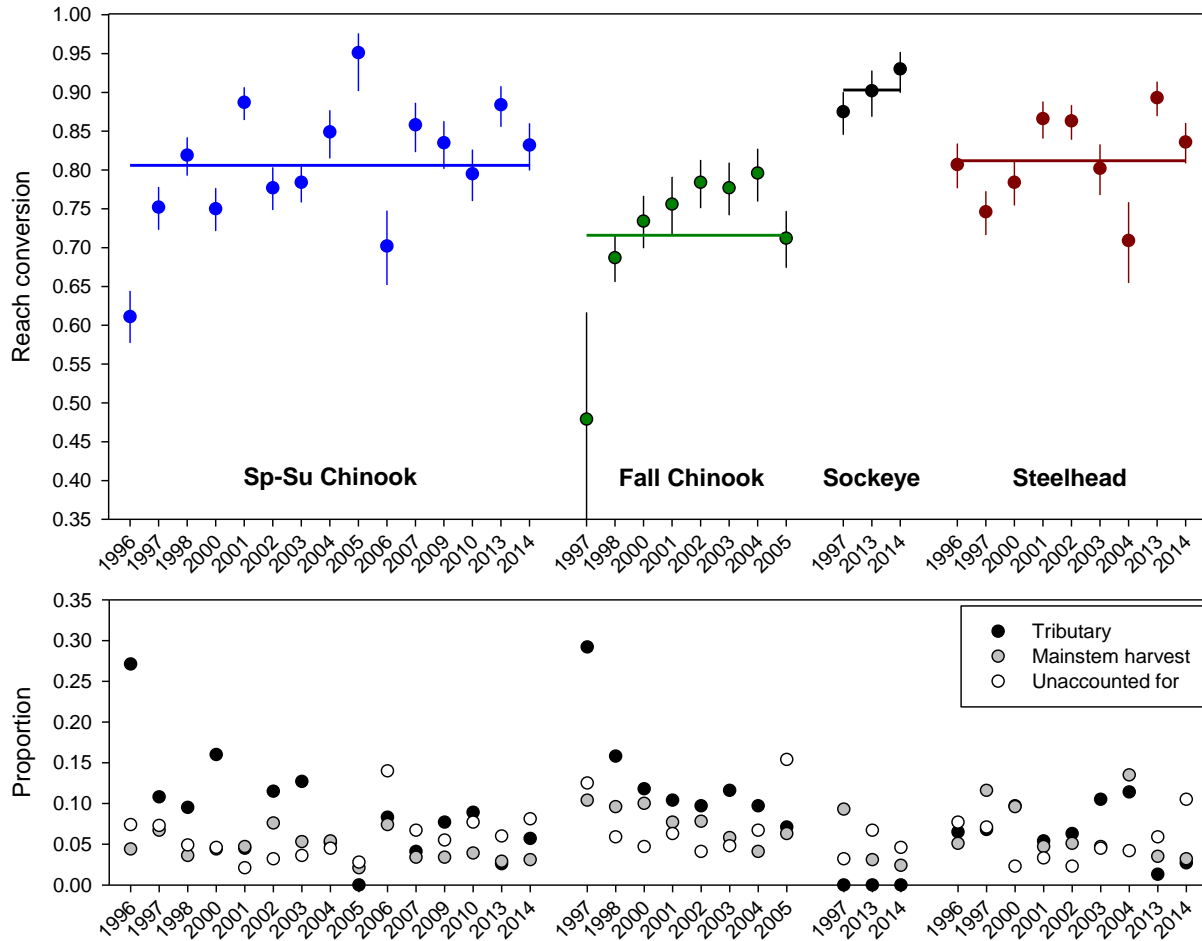 1.00
0.95
0.90
0.85
0.80
0.75
0.70
0.65
0.60
0.55
0.50
0.45
0.40
0.35
Reach conversion
Sp-Su Chinook Fall Chinook Sockeye Steelhead
1996 1997 1998 2000 2001 2002 2003 2004 2005 2006 2007 2009 2010 2013 2014 1997 1998 2000 2001 2002 2003 2004 2005 1997 2013 2014 1996 1997 2000 2001 2002 2003 2004 2013 2014
0.35
0.30
0.25
0.20
0.15
0.10
0.05
0.00
Proportion
Tributary
Mainstem harvest
Unaccounted for
1996 1997 1998 2000 2001 2002 2003 2004 2005 2006 2007 2009 2010 2013 2014 1997 1998 2000 2001 2002 2003 2004 2005 1997 2013 2014 1996 1997 2000 2001 2002 2003 2004 2013 2014